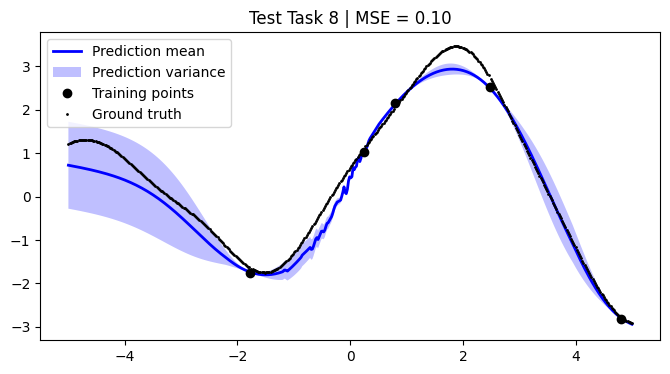 Test Task 8 | MSE = 0.10
Prediction mean
Prediction variance
Training points
Ground truth
3
2
1
0
−1
−2
−3
−4
−2
0
2
4